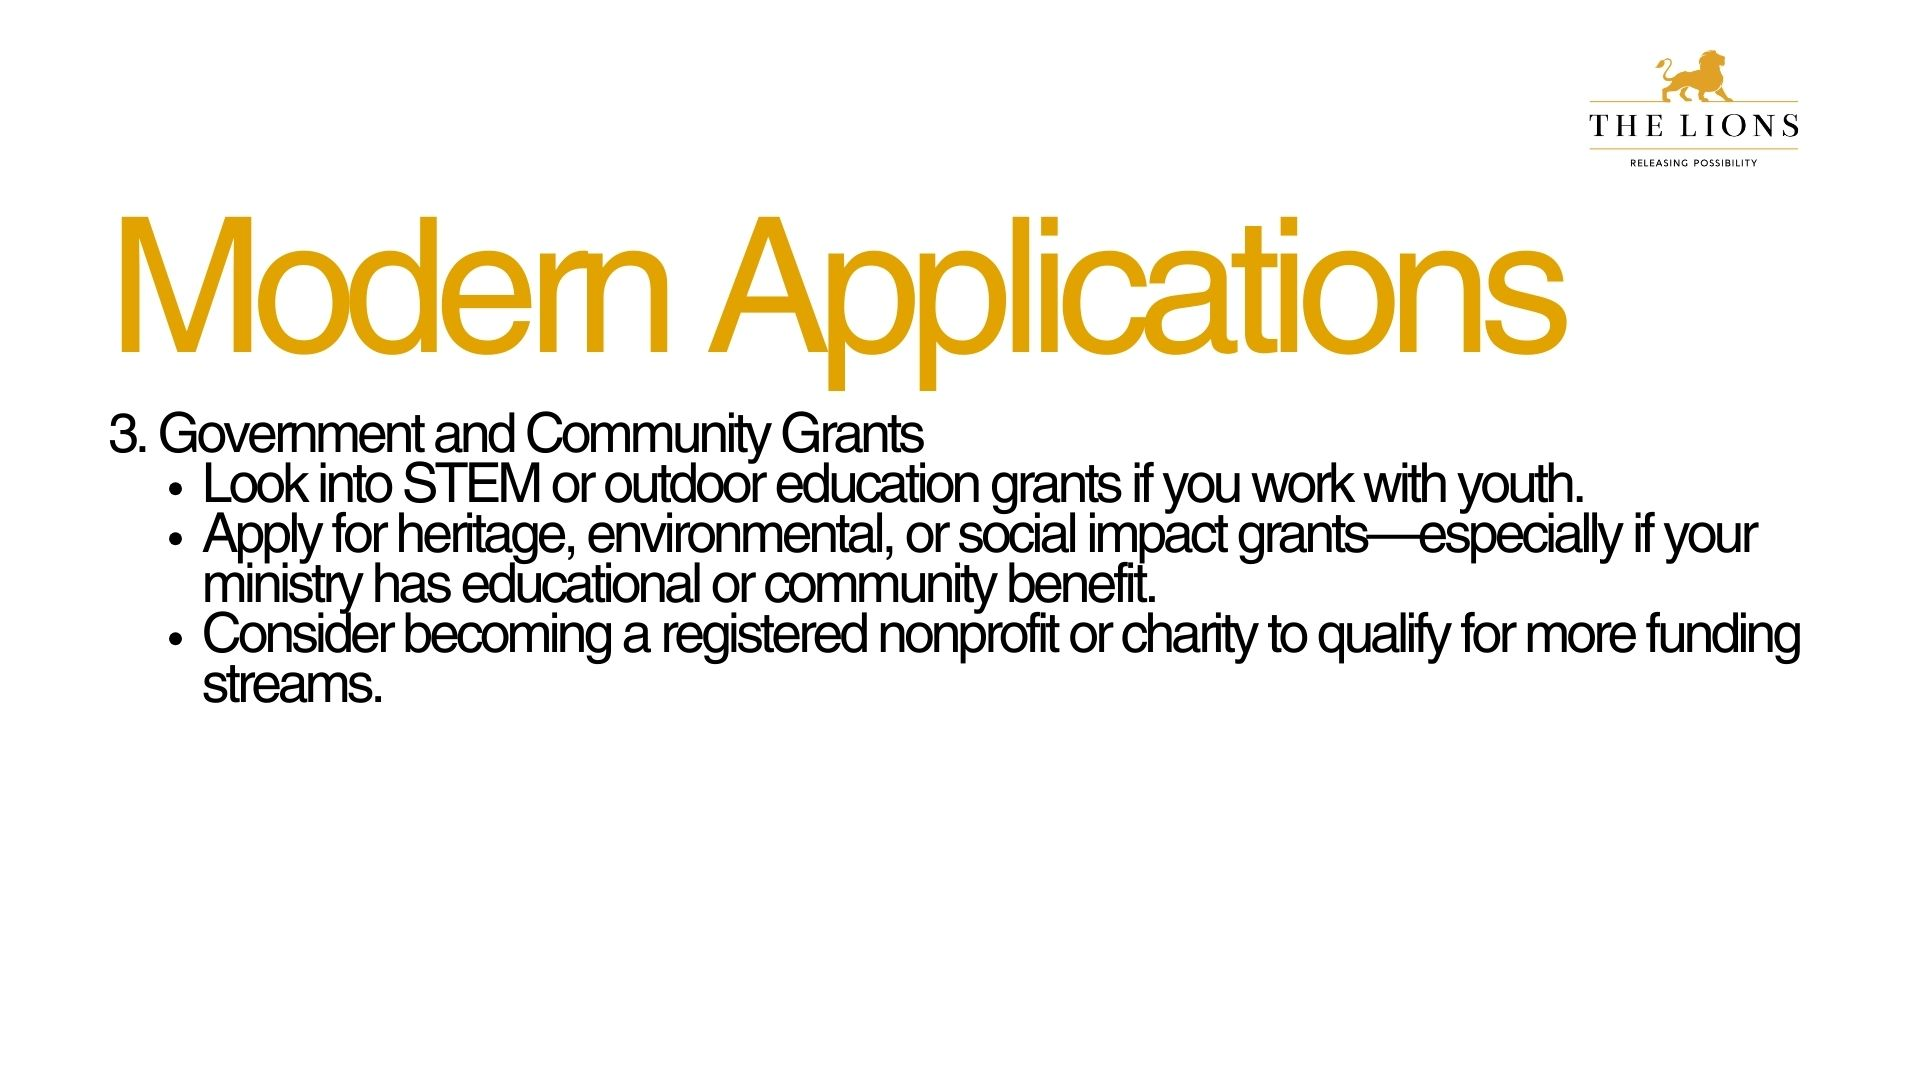 THE LIONS
RELEASING POSSIBILITY
Modern Applications
3. Government and Community Grants
• Look into STEM or outdoor education grants if you work with youth.
• Apply for heritage, environmental, or social impact grants—especially if your
ministry has educational or community benefit.
• Consider becoming a registered nonprofit or charity to qualify for more funding
streams.